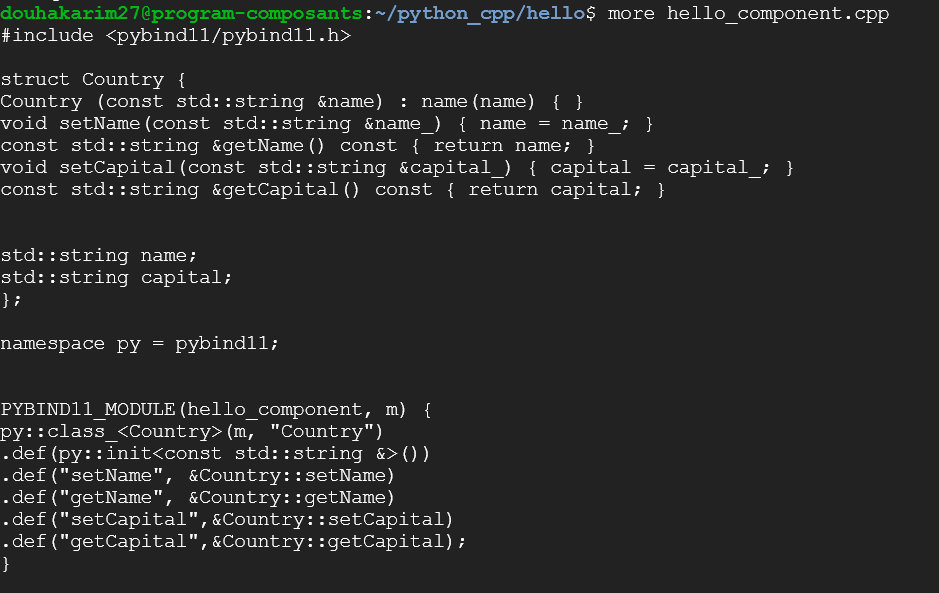 douhakarim27@program-composants:~/python_cpp/hello$ more hello_component.cpp
#include <pybind11/pybind11.h>
struct Country {
Country (const std::string &name) : name(name) { }
void setName(const std::string &name_) { name = name_; }
const std::string &getName() const { return name; }
void setCapital(const std::string &capital_) { capital = capital_; }
const std::string &getCapital() const { return capital; }
std::string name;
std::string capital;
};
namespace py = pybind11;
PYBIND11_MODULE(hello_component, m) {
py::class_<Country>(m, "Country")
.def(py::init<const std::string &>())
.def("setName", &Country::setName)
.def("getName", &Country::getName)
.def("setCapital",&Country::setCapital)
.def("getCapital",&Country::getCapital);
}